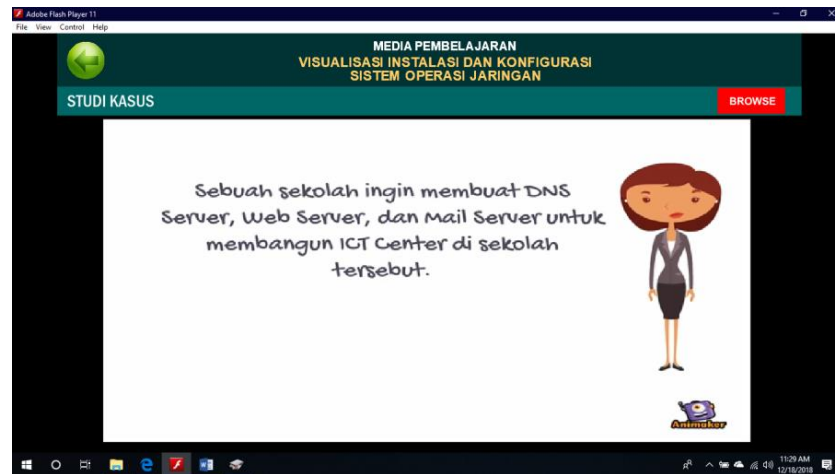 Adobe Flash Player 11
File View Control Help
MEDIA PEMBELAJARAN
VISUALISASI INSTALASI DAN KONFIGURASI
SISTEM OPERASI JARINGAN
STUDI KASUS
BROWSE
Sebuah sekolah ingin membuat DNS
Server, Web Server, dan Mail Server untuk
membangun ICT Center di sekolah
tersebut.
Animaker
11:29 AM
12/18/2018